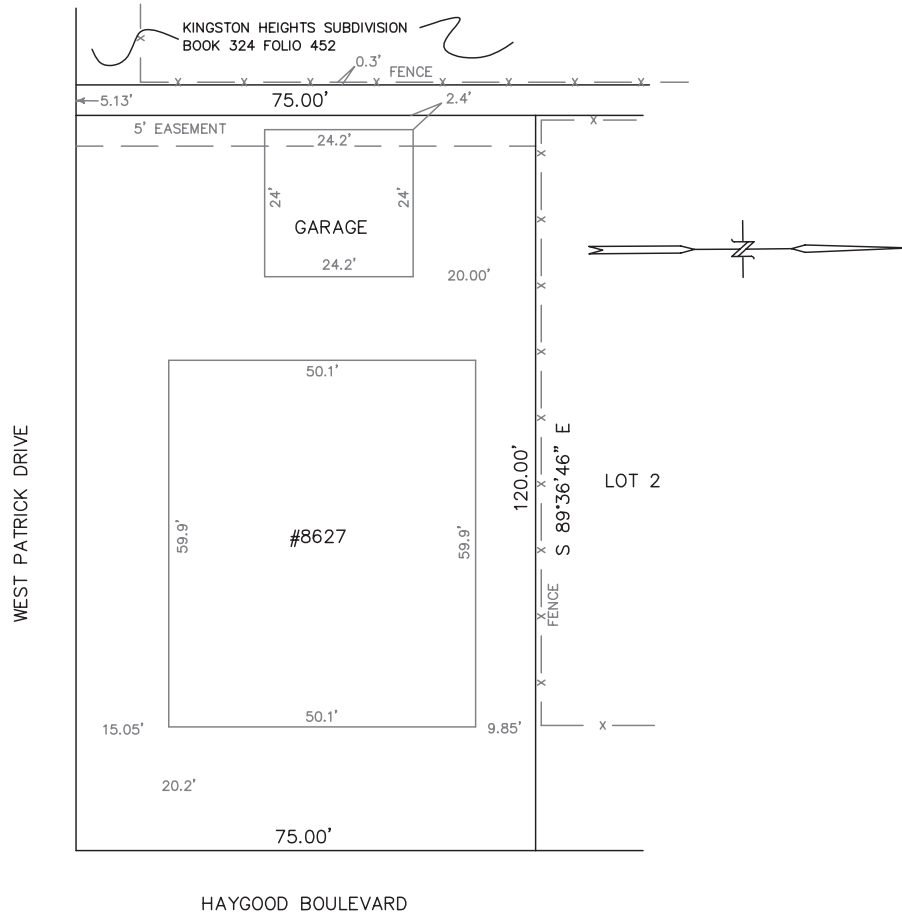 KINGSTON HEIGHTS SUBDIVISION
BOOK 324 FOLIO 452
0.3'
FENCE
5.13'
75.00'
2.4'
5' EASEMENT
24.2'
24'
24'
GARAGE
24.2'
20.00'
50.1'
WEST PATRICK DRIVE
120.00'
S 89°36'46" E
LOT 2
59.9'
#8627
59.9'
FENCE
50.1'
15.05'
9.85'
20.2'
75.00'
HAYGOOD BOULEVARD
N